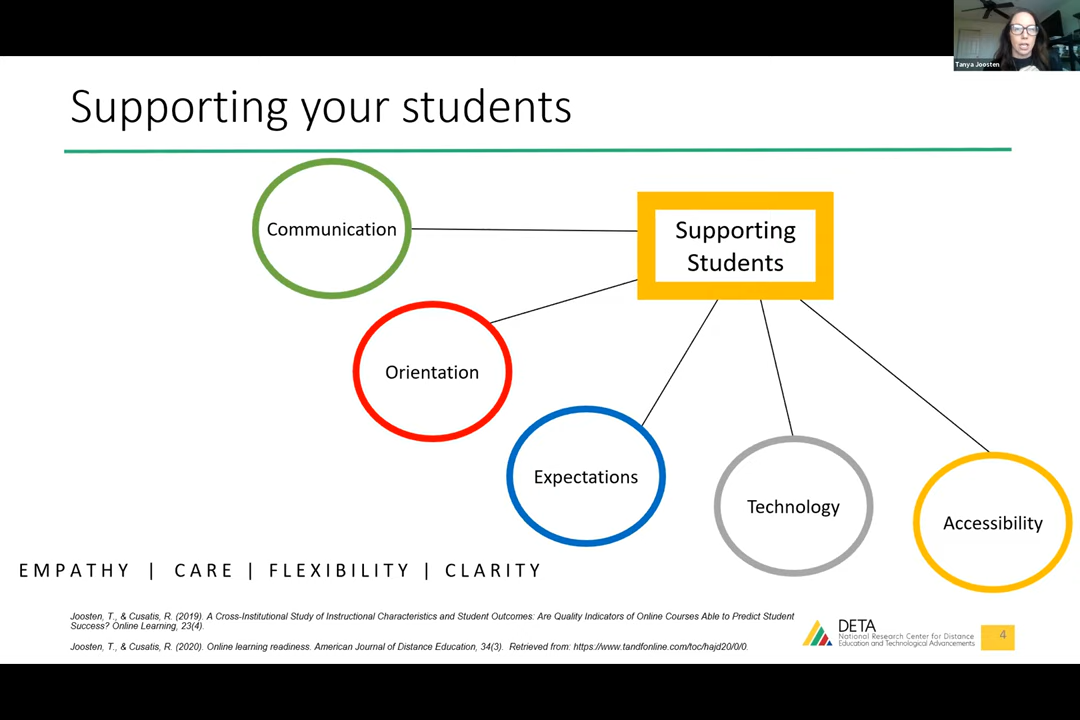 Tanya Joosten
Supporting your students
Communication
Supporting
Students
Orientation
Expectations
Technology
Accessibility
EMPATHY | CARE | FLEXIBILITY | CLARITY
Joosten, T., & Cusatis, R. (2019). A Cross-Institutional Study of Instructional Characteristics and Student Outcomes: Are Quality Indicators of Online Courses Able to Predict Student
Success? Online Learning, 23(4).
Joosten, T., & Cusatis, R. (2020). Online learning readiness. American Journal of Distance Education, 34(3). Retrieved from: https://www.tandfonline.com/toc/hajd20/0/0.
DETA
National Research Center for Distance
Education and Technological Advancements
4